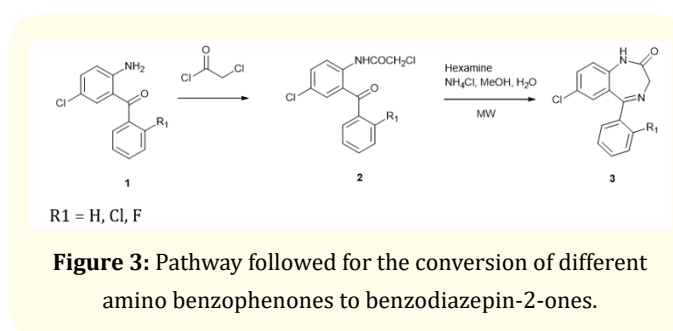 NH₂
O
Cl
R₁
1
O
Cl
Cl
NHCOCH₂Cl
O
Cl
R₁
2
Hexamine
NH₄Cl, MeOH, H₂O
MW
H
N
O
Cl
N
R₁
3
R1 = H, Cl, F
Figure 3: Pathway followed for the conversion of different
amino benzophenones to benzodiazepin-2-ones.